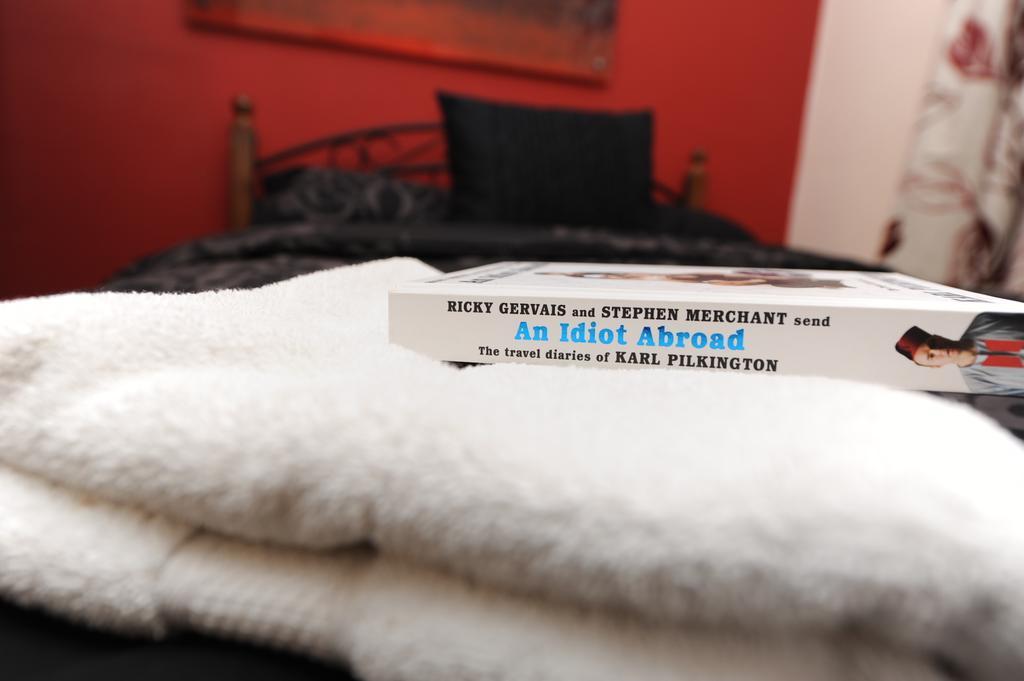 RICKY GERVAIS and STEPHEN MERCHANT send
An Idiot Abroad
The travel diaries of KARL PILKINGTON